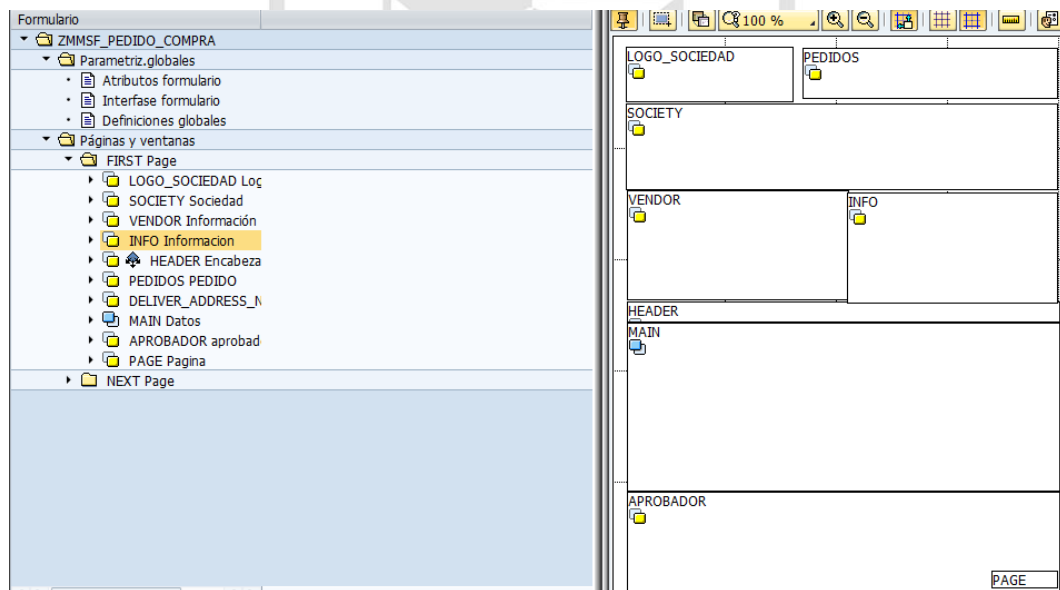 Formulario
ZMMSF_PEDIDO_COMPRA
Parametriz.globales
Atributos formulario
Interfase formulario
Definiciones globales
Páginas y ventanas
FIRST Page
LOGO_SOCIEDAD Log
SOCIETY Sociedad
VENDOR Información
INFO Informacion
HEADER Encabeza
PEDIDOS PEDIDO
DELIVER_ADDRESS_N
MAIN Datos
APROBADOR aprobad
PAGE Pagina
NEXT Page
100 %
LOGO_SOCIEDAD
PEDIDOS
SOCIETY
VENDOR
INFO
HEADER
MAIN
APROBADOR
PAGE